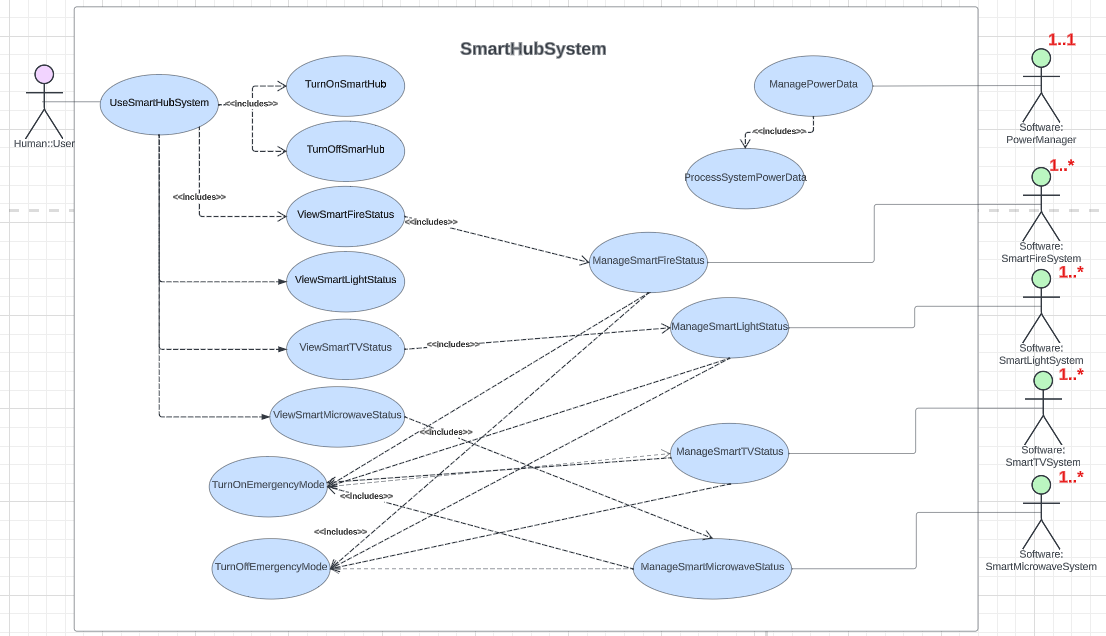 SmartHubSystem
1..1
Human::User
UseSmartHubSystem
<<includes>>
TurnOnSmartHub
TurnOffSmarHub
ManagePowerData
<<includes>>
ProcessSystemPowerData
Software:
PowerManager
1..*
<<includes>>
ViewSmartFireStatus
<<includes>>
ManageSmartFireStatus
Software:
SmartFireSystem
1..*
ViewSmartLightStatus
ManageSmartLightStatus
Software:
SmartLightSystem
1..*
ViewSmartTVStatus
<<includes>>
ViewSmartMicrowaveStatus
<<includes>>
ManageSmartTVStatus
Software:
SmartTVSystem
1..*
TurnOnEmergencyMode
<<includes>>
<<includes>>
TurnOffEmergencyMode
ManageSmartMicrowaveStatus
Software:
SmartMicrowaveSystem